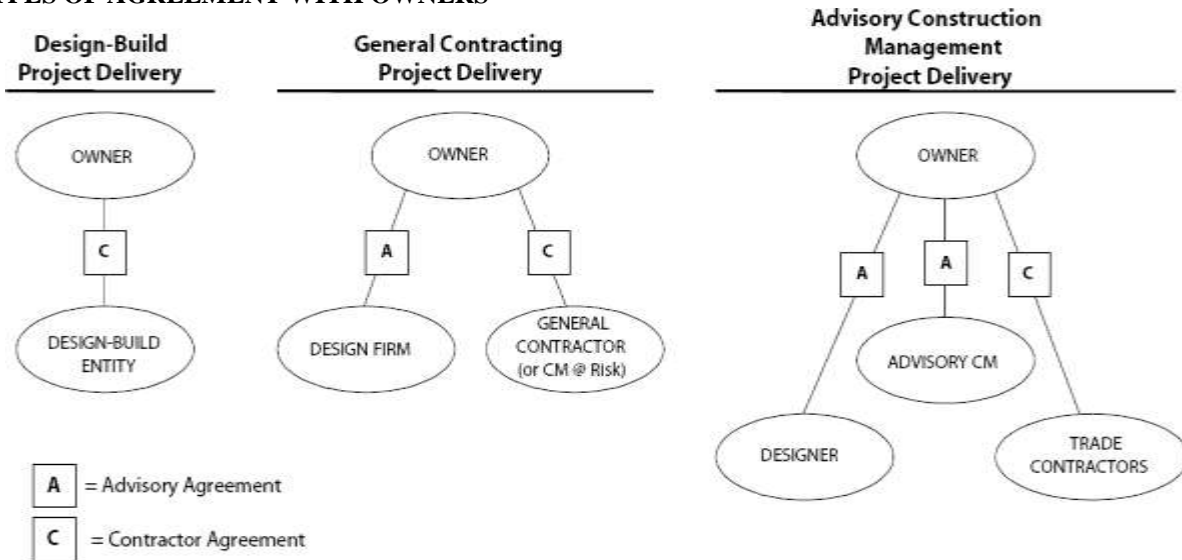 OF AGREEMENT WITH OWNERS
Design-Build
Project Delivery
OWNER
C
DESIGN-BUILD
ENTITY
General Contracting
Project Delivery
OWNER
A
C
DESIGN FIRM
GENERAL
CONTRACTOR
(or CM @ Risk)
Advisory Construction
Management
Project Delivery
OWNER
A
A
C
ADVISORY CM
DESIGNER
TRADE
CONTRACTORS
A = Advisory Agreement
C = Contractor Agreement